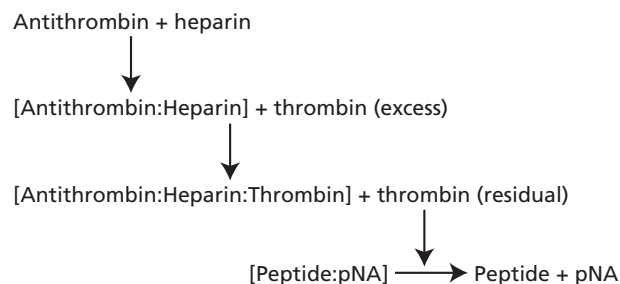 Antithrombin + heparin
[Antithrombin:Heparin] + thrombin (excess)
[Antithrombin:Heparin:Thrombin] + thrombin (residual)
[Peptide:pNA] Peptide + pNA